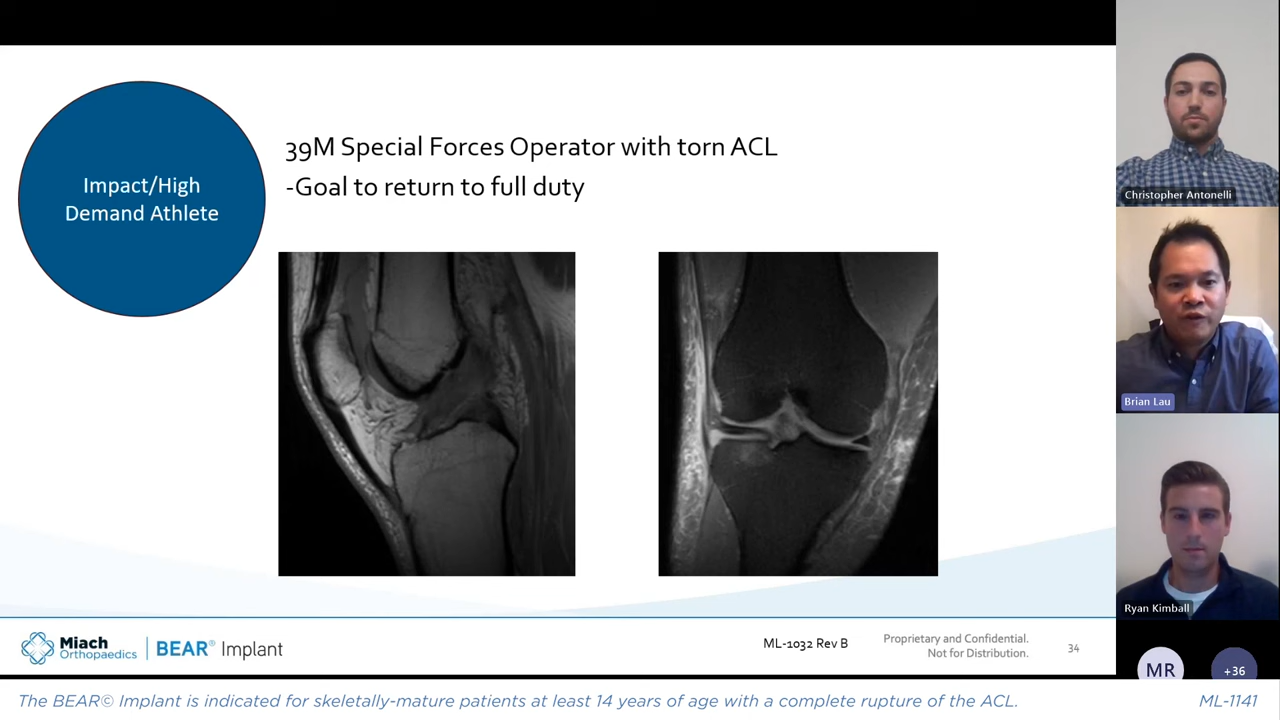 Impact/High
Demand Athlete
39M Special Forces Operator with torn ACL
-Goal to return to full duty
Christopher Antonelli
Brian Lau
Ryan Kimball
MR
+36
Miach
Orthopaedics
BEAR® Implant
ML-1032 Rev B
Proprietary and Confidential.
Not for Distribution.
34
The BEAR© Implant is indicated for skeletally-mature patients at least 14 years of age with a complete rupture of the ACL.
ML-1141